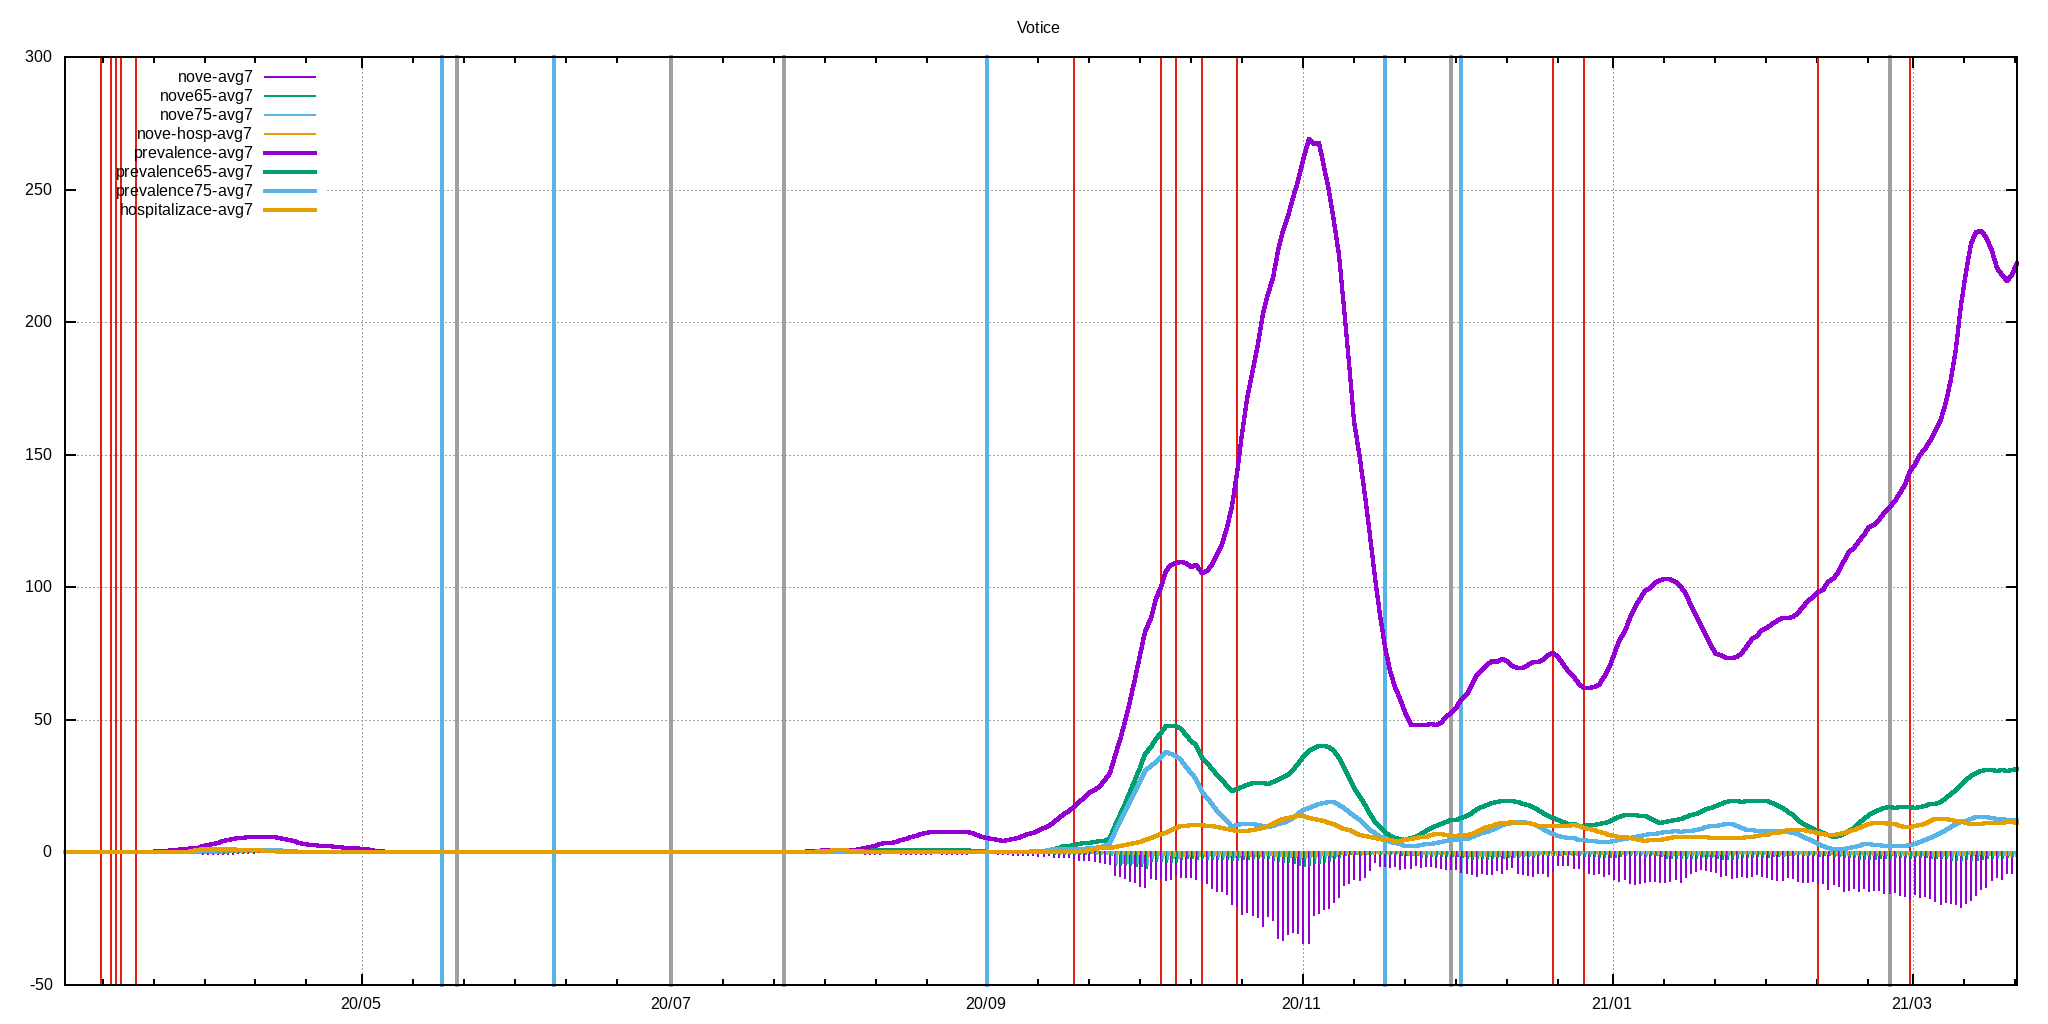 Votice
300
250
200
150
100
50
0
-50
nove-avg7
nove65-avg7
nove75-avg7
nove-hosp-avg7
prevalence-avg7
prevalence65-avg7
prevalence75-avg7
hospitalizace-avg7
20/05 20/07 20/09 20/11 21/01 21/03